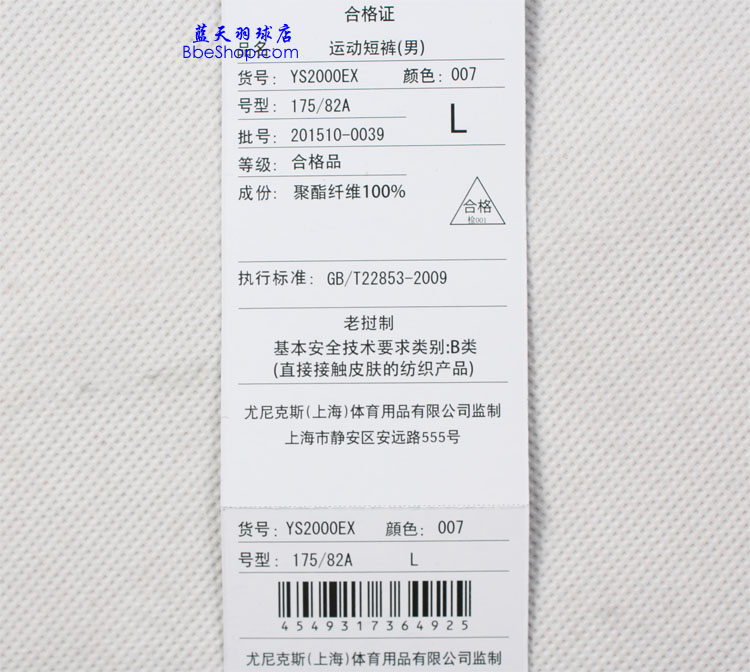 合格证
蓝天羽球店
BbeShop.com
品名 运动短裤(男)
货号: YS2000EX 颜色: 007
号型: 175/82A
L
批号: 201510-0039
等级: 合格品
成份: 聚酯纤维100%
合格
检001
执行标准: GB/T22853-2009
老挝制
基本安全技术要求类别:B类
(直接接触皮肤的纺织产品)
尤尼克斯(上海)体育用品有限公司监制
上海市静安区安远路555号
货号: YS2000EX 顔色: 007
号型: 175/82A L
4549317364925
尤尼克斯(上海)体育用品有限公司监制